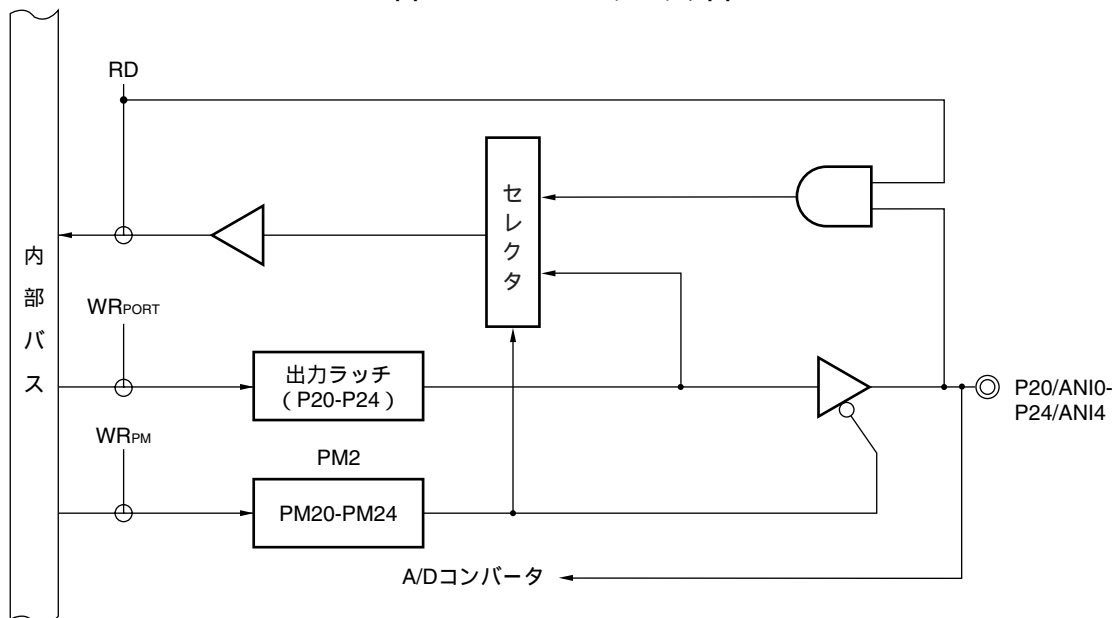 RD
セレクタ
内部バス
WRPORT
出力ラッチ
（P20-P24）
P20/ANI0-
P24/ANI4
WRPM
PM2
PM20-PM24
A/Dコンバータ